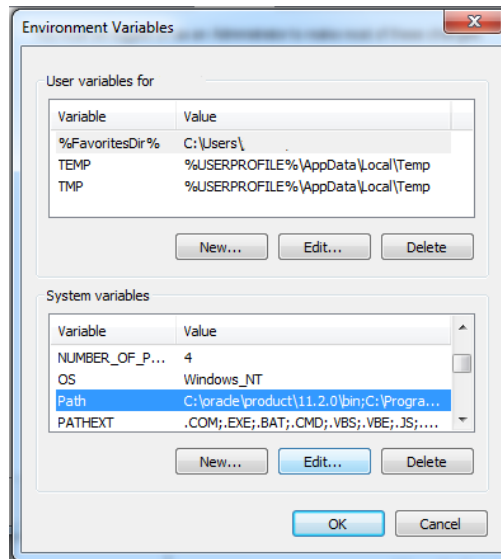 Environment Variables
User variables for
Variable Value
%FavoritesDir% C:\Users\
TEMP %USERPROFILE%\AppData\Local\Temp
TMP %USERPROFILE%\AppData\Local\Temp
New... Edit... Delete
System variables
Variable Value
NUMBER_OF_P... 4
OS Windows_NT
Path C:\oracle\product\11.2.0\bin;C:\Progra...
PATHEXT .COM;.EXE;.BAT;.CMD;.VBS;.VBE;.JS;....
New... Edit... Delete
OK Cancel